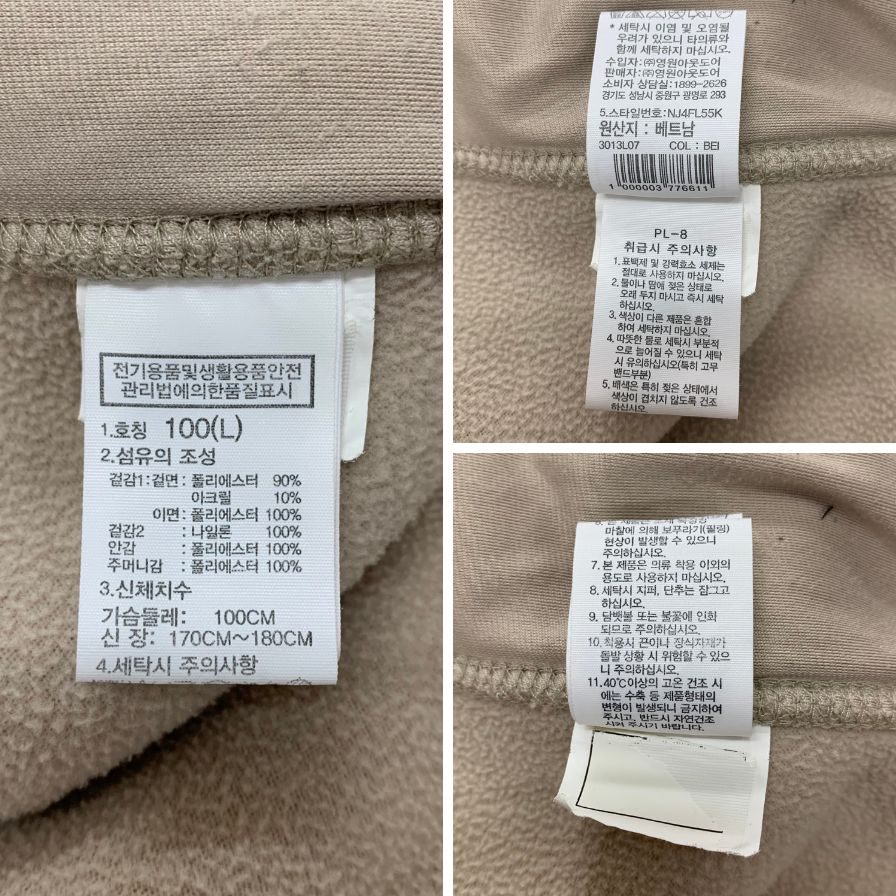 전기용품및생활용품안전
관리법에의한품질표시
1.호칭 100(L)
2.섬유의 조성
겉감1:겉면 : 폴리에스터 90%
아크릴 10%
이면 : 폴리에스터 100%
겉감2 : 나일론 100%
안감 : 폴리에스터 100%
주머니감 : 폴리에스터 100%
3.신체치수
가슴둘레: 100CM
신 장: 170CM~180CM
4.세탁시 주의사항
* 세탁시 이염 및 오염될
우려가 있으니 타의류와
함께 세탁하지 마십시오.
수입자: ㈜영원아웃도어
판매자: ㈜영원아웃도어
소비자 상담실: 1899-2626
경기도 성남시 중원구 광명로 293
5.스타일번호: NJ4FL55K
원산지 : 베트남
3013L07 COL : BEI
1 000003 776611
PL-8
취급시 주의사항
1.표백제 및 강력효소 세제는
절대로 사용하지 마십시오.
2.물이나 땀에 젖은 상태로
오래 두지 마시고 즉시 세탁
하십시오.
3.색상이 다른 제품은 혼합
하여 세탁하지 마십시오.
4.따뜻한 물로 세탁시 부분적
으로 늘어질 수 있으니 세탁
시 유의하십시오(특히 고무
밴드부분)
5.배색은 특히 젖은 상태에서
색상이 겹치지 않도록 건조
하십시오.
마찰에 의해 보푸라기(필링)
현상이 발생할 수 있으니
주의하십시오.
7. 본 제품은 의류 착용 이외의
용도로 사용하지 마십시오.
8. 세탁시 지퍼, 단추는 잠그고
하십시오.
9. 담뱃불 또는 불꽃에 인화
되므로 주의하십시오.
10. 착용시 끈이나 장식자재가
돌발 상황 시 위험할 수 있으
니 주의하십시오.
11.40℃이상의 고온 건조 시
에는 수축 등 제품형태의
변형이 발생되니 금지하여
주시고, 반드시 자연건조
시켜 주시기 바랍니다.